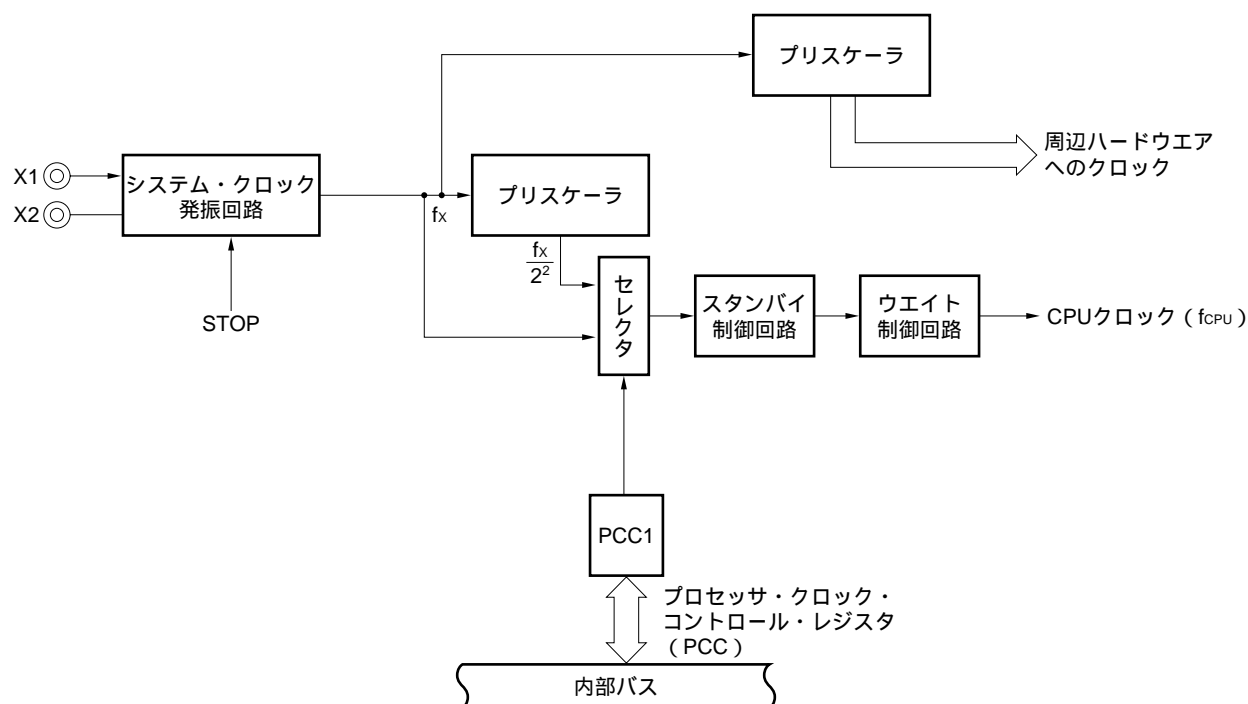 プリスケーラ
周辺ハードウエア
へのクロック
X1
X2
システム・クロック
発振回路
fX
プリスケーラ
fX
2²
STOP
セレクタ
スタンバイ
制御回路
ウエイト
制御回路
CPUクロック（fCPU）
PCC1
プロセッサ・クロック・
コントロール・レジスタ
（PCC）
内部バス